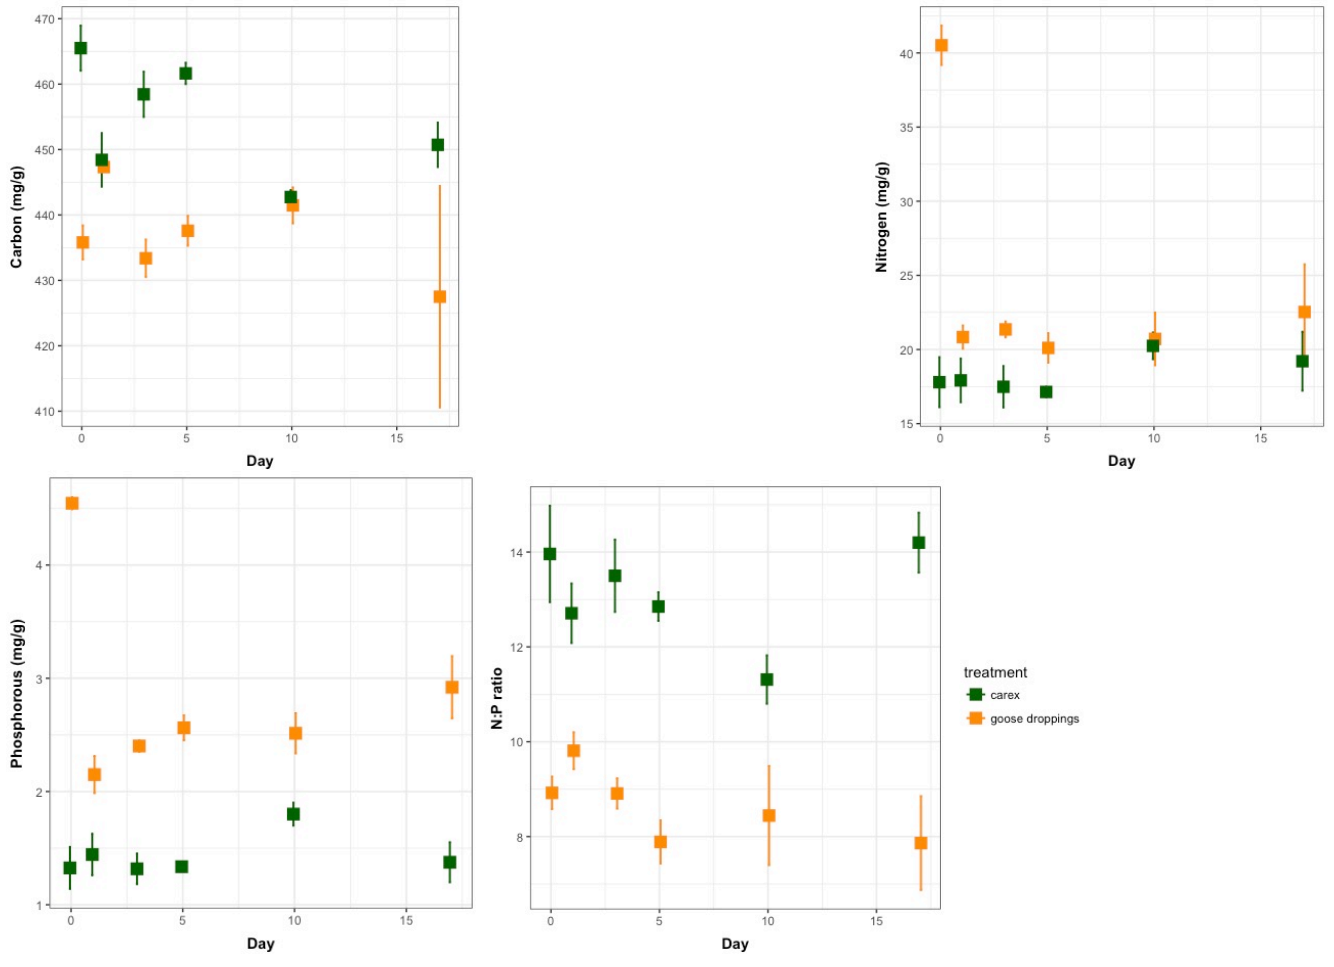 470
460
450
440
430
420
410
Carbon (mg/g)
0 5 10 15
Day
40
35
30
25
20
15
Nitrogen (mg/g)
0 5 10 15
Day
4
3
2
1
Phosphorous (mg/g)
0 5 10 15
Day
14
12
10
8
N:P ratio
0 5 10 15
Day
treatment
carex
goose droppings